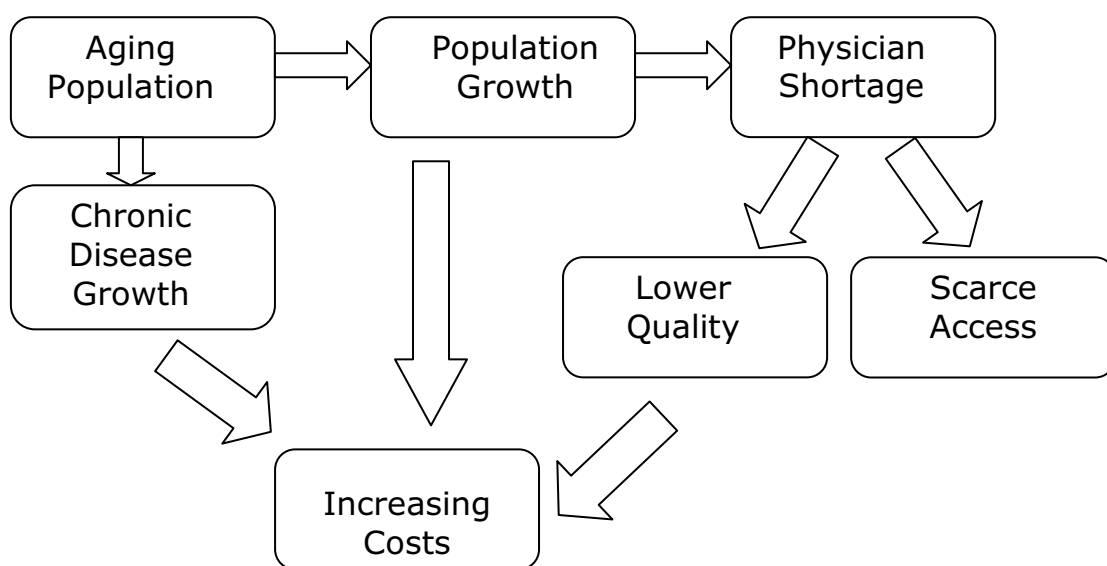 Aging
Population
Population
Growth
Physician
Shortage
Chronic
Disease
Growth
Lower
Quality
Scarce
Access
Increasing
Costs